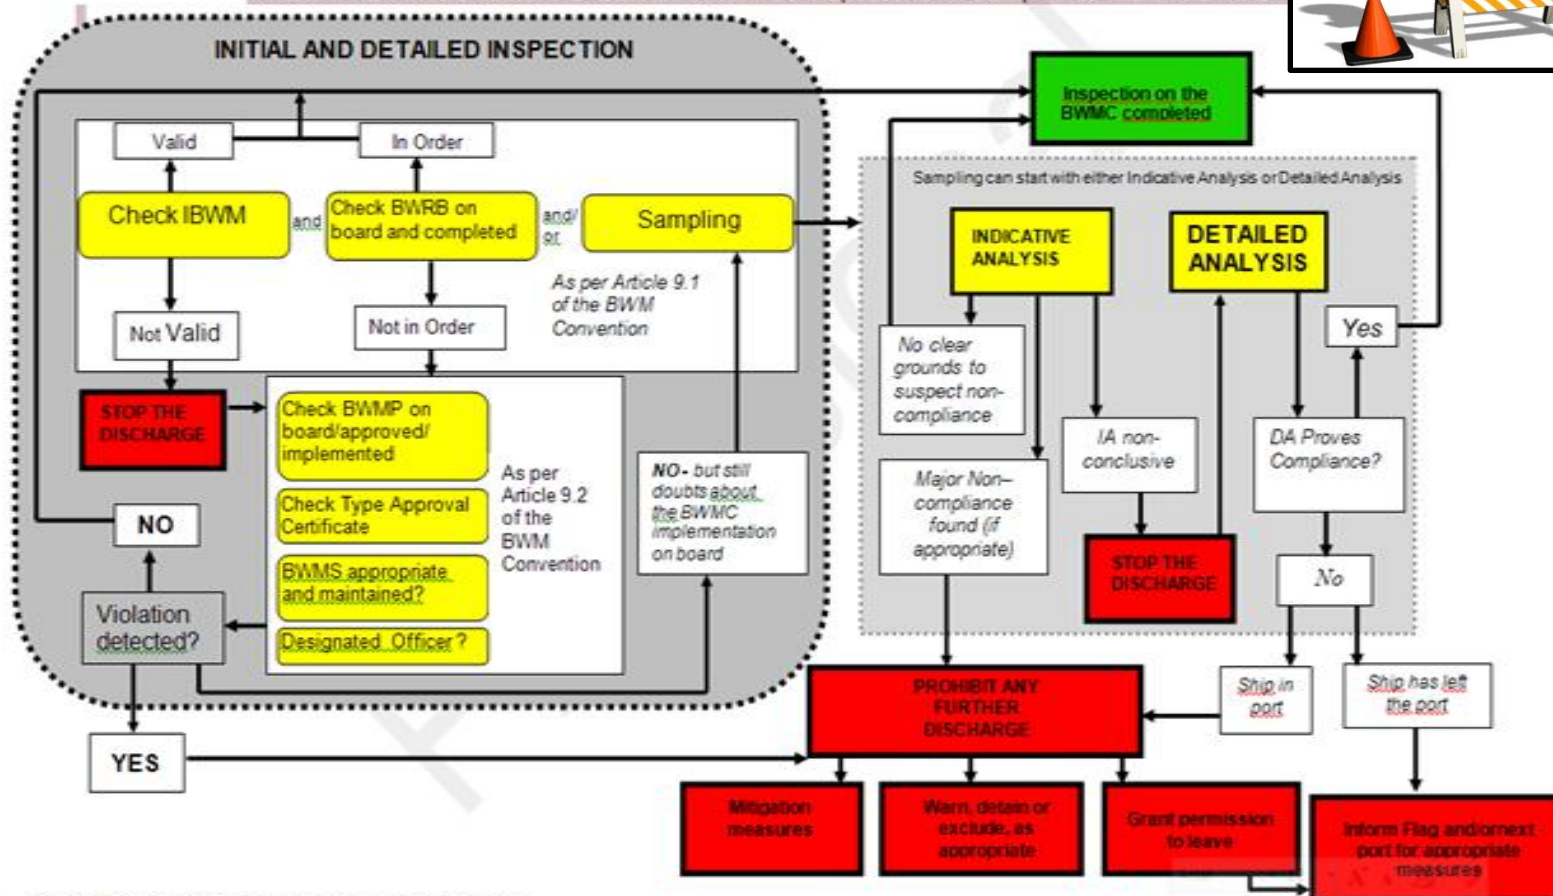 INITIAL AND DETAILED INSPECTION
Inspection on the
BWMC completed
Valid
In Order
Check IBWM
and
Check BWRB on
board and completed
and/
or
Sampling
As per Article 9.1
of the BWM
Convention
Not Valid
Not in Order
STOP THE
DISCHARGE
Check BWMP on
board/approved/
implemented
Check Type Approval
Certificate
BWMS appropriate
and maintained?
Designated Officer ?
As per
Article 9.2
of the
BWM
Convention
NO- but still
doubts about
the BWMC
implementation
on board
NO
Violation
detected?
YES
Sampling can start with either Indicative Analysis or Detailed Analysis
INDICATIVE
ANALYSIS
DETAILED
ANALYSIS
No clear
grounds to
suspect non-
compliance
Yes
IA non-
conclusive
DA Proves
Compliance?
Major Non–
compliance
found (if
appropriate)
STOP THE
DISCHARGE
No
Ship in
port
Ship has left
the port
PROHIBIT ANY
FURTHER
DISCHARGE
Mitigation
measures
Warn, detain or
exclude, as
appropriate
Grant permission
to leave
Inform Flag and/ornext
port for appropriate
measures